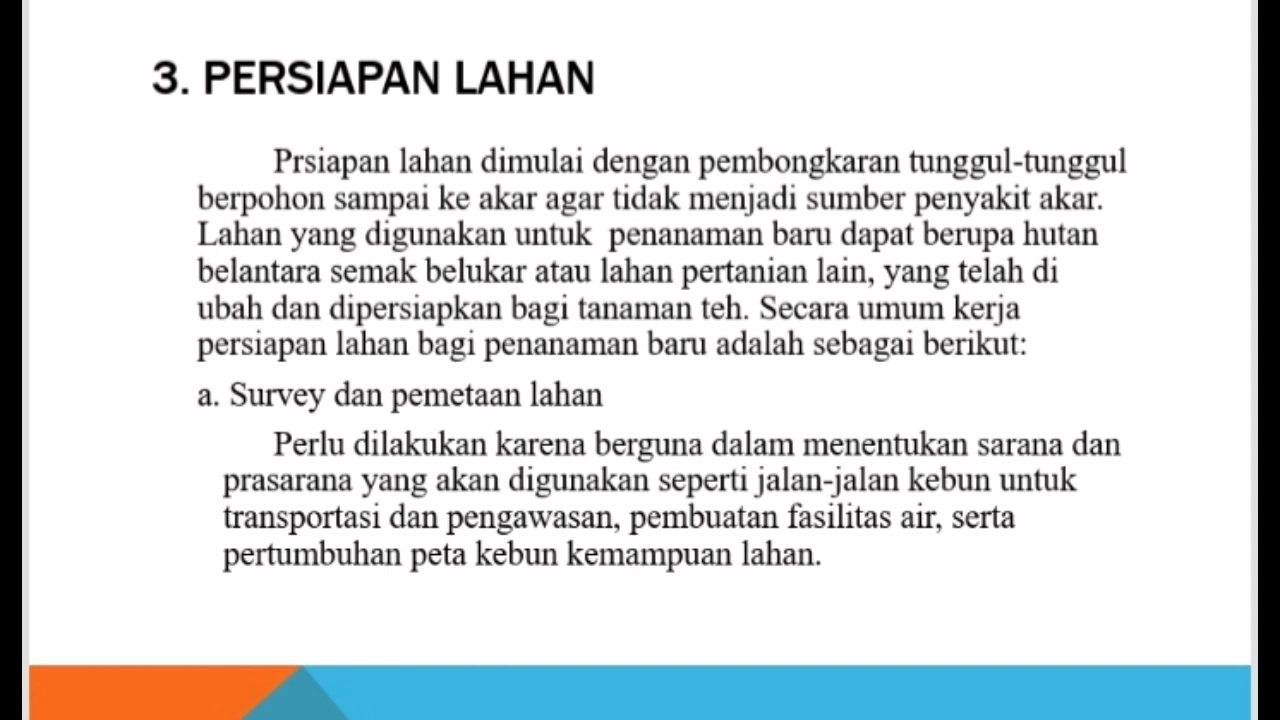 3. PERSIAPAN LAHAN
Prsiapan lahan dimulai dengan pembongkaran tunggul-tunggul
berpohon sampai ke akar agar tidak menjadi sumber penyakit akar.
Lahan yang digunakan untuk  penanaman baru dapat berupa hutan
belantara semak belukar atau lahan pertanian lain, yang telah di
ubah dan dipersiapkan bagi tanaman teh. Secara umum kerja
persiapan lahan bagi penanaman baru adalah sebagai berikut:
a. Survey dan pemetaan lahan
Perlu dilakukan karena berguna dalam menentukan sarana dan
prasarana yang akan digunakan seperti jalan-jalan kebun untuk
transportasi dan pengawasan, pembuatan fasilitas air, serta
pertumbuhan peta kebun kemampuan lahan.